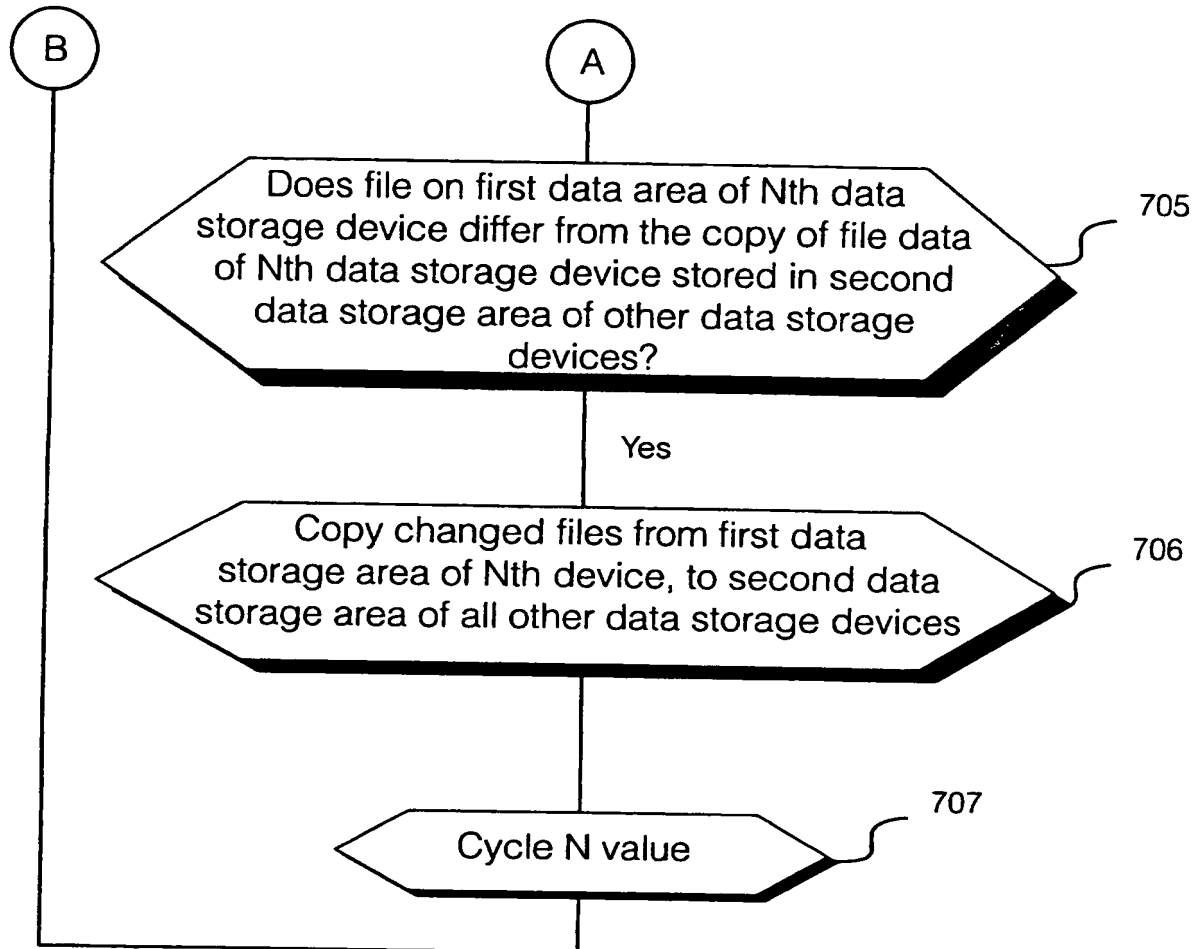 B
A
Does file on first data area of Nth data
storage device differ from the copy of file data
of Nth data storage device stored in second
data storage area of other data storage
devices?
705
Yes
Copy changed files from first data
storage area of Nth device, to second data
storage area of all other data storage devices
706
Cycle N value
707